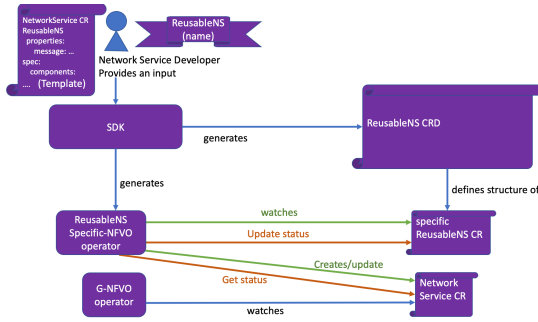 NetworkService CR
ReusableNS
properties:
message: ...
spec:
components:
.... (Template)
ReusableNS
(name)
Network Service Developer
Provides an input
SDK
generates
ReusableNS CRD
generates
defines structure of
ReusableNS
Specific-NFVO
operator
watches
Update status
specific
ReusableNS CR
Creates/update
Get status
G-NFVO
operator
watches
Network
Service CR